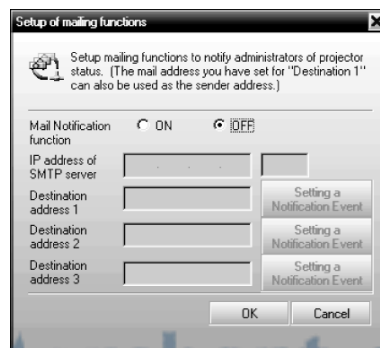 Setup of mailing functions
Setup mailing functions to notify administrators of projector
status. (The mail address you have set for "Destination 1"
can also be used as the sender address.)
Mail Notification
function
ON
OFF
IP address of
SMTP server
Destination
address 1
Setting a
Notification Event
Destination
address 2
Setting a
Notification Event
Destination
address 3
Setting a
Notification Event
OK
Cancel